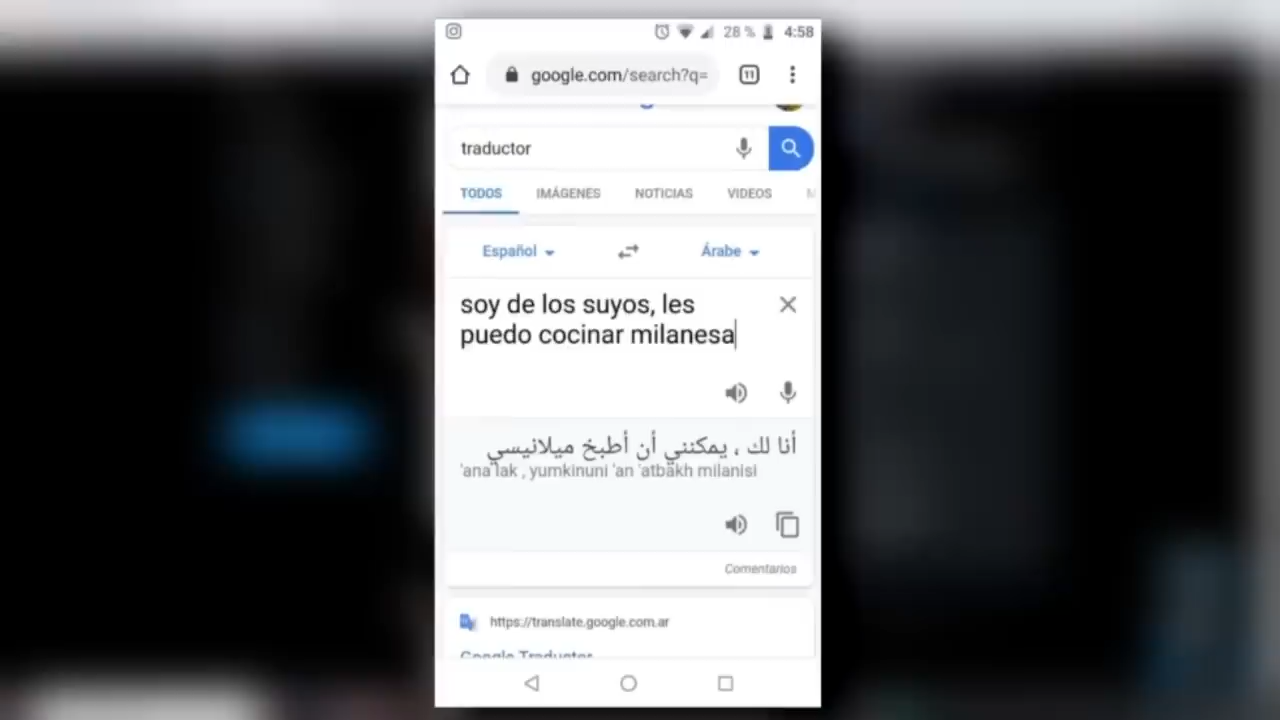 28 % 4:58
google.com/search?q= 11
traductor
TODOS IMÁGENES NOTICIAS VIDEOS
Español Árabe
soy de los suyos, les
puedo cocinar milanesa
أنا لك ، يمكنني أن أطبخ ميلانيسي
'ana lak , yumkinuni 'an 'atbakh milanisi
Comentarios
https://translate.google.com.ar
Google Traductor